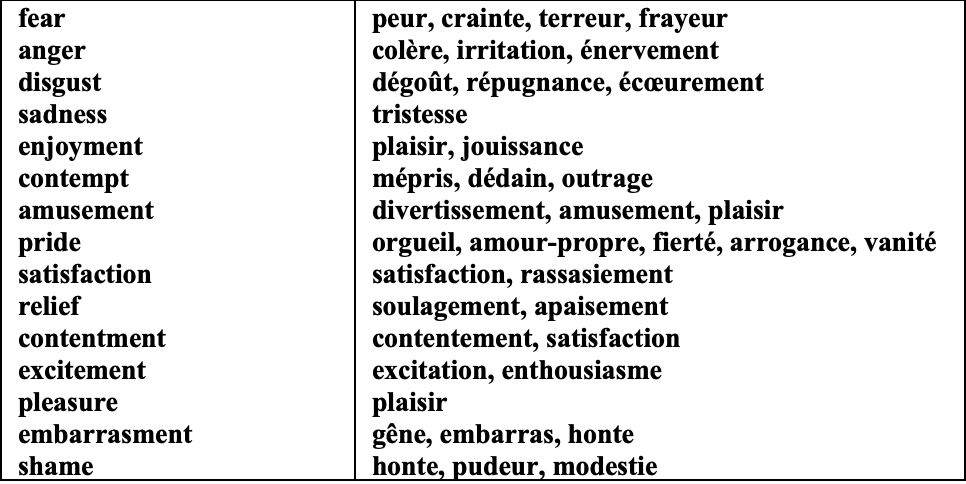 fear peur, crainte, terreur, frayeur
anger colère, irritation, énervement
disgust dégoût, répugnance, écœurement
sadness tristesse
enjoyment plaisir, jouissance
contempt mépris, dédain, outrage
amusement divertissement, amusement, plaisir
pride orgueil, amour-propre, fierté, arrogance, vanité
satisfaction satisfaction, rassasiement
relief soulagement, apaisement
contentment contentement, satisfaction
excitement excitation, enthousiasme
pleasure plaisir
embarrasment gêne, embarras, honte
shame honte, pudeur, modestie